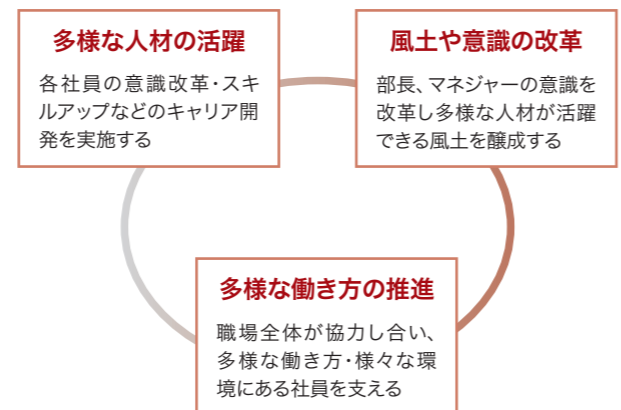 多様な人材の活躍
各社員の意識改革・スキ
ルアップなどのキャリア開
発を実施する
風土や意識の改革
部長、マネジャーの意識を
改革し多様な人材が活躍
できる風土を醸成する
多様な働き方の推進
職場全体が協力し合い、
多様な働き方・様々な環
境にある社員を支える